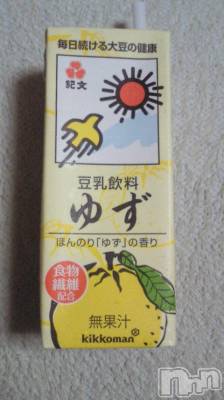 毎日続ける大豆の健康
紀文
豆乳飲料
ゆず
ほんのり「ゆず」の香り
食物
繊維
配合
無果汁
kikkoman®